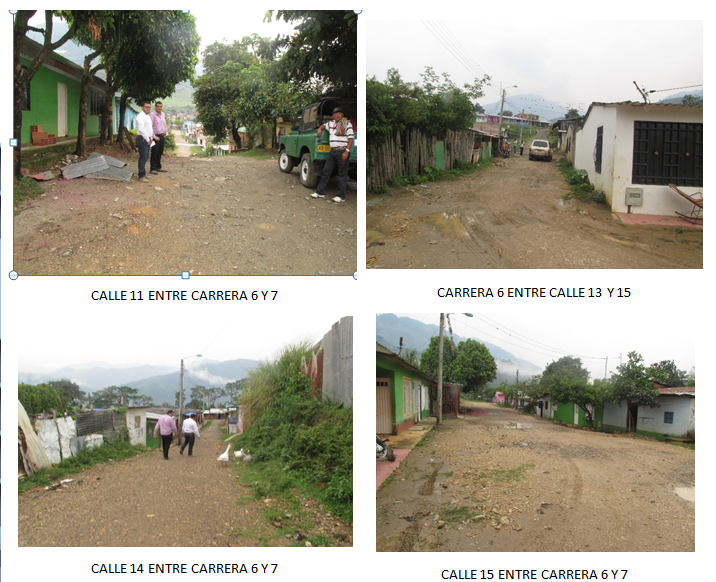 CALLE 11 ENTRE CARRERA 6 Y 7
CARRERA 6 ENTRE CALLE 13 Y 15
CALLE 14 ENTRE CARRERA 6 Y 7
CALLE 15 ENTRE CARRERA 6 Y 7